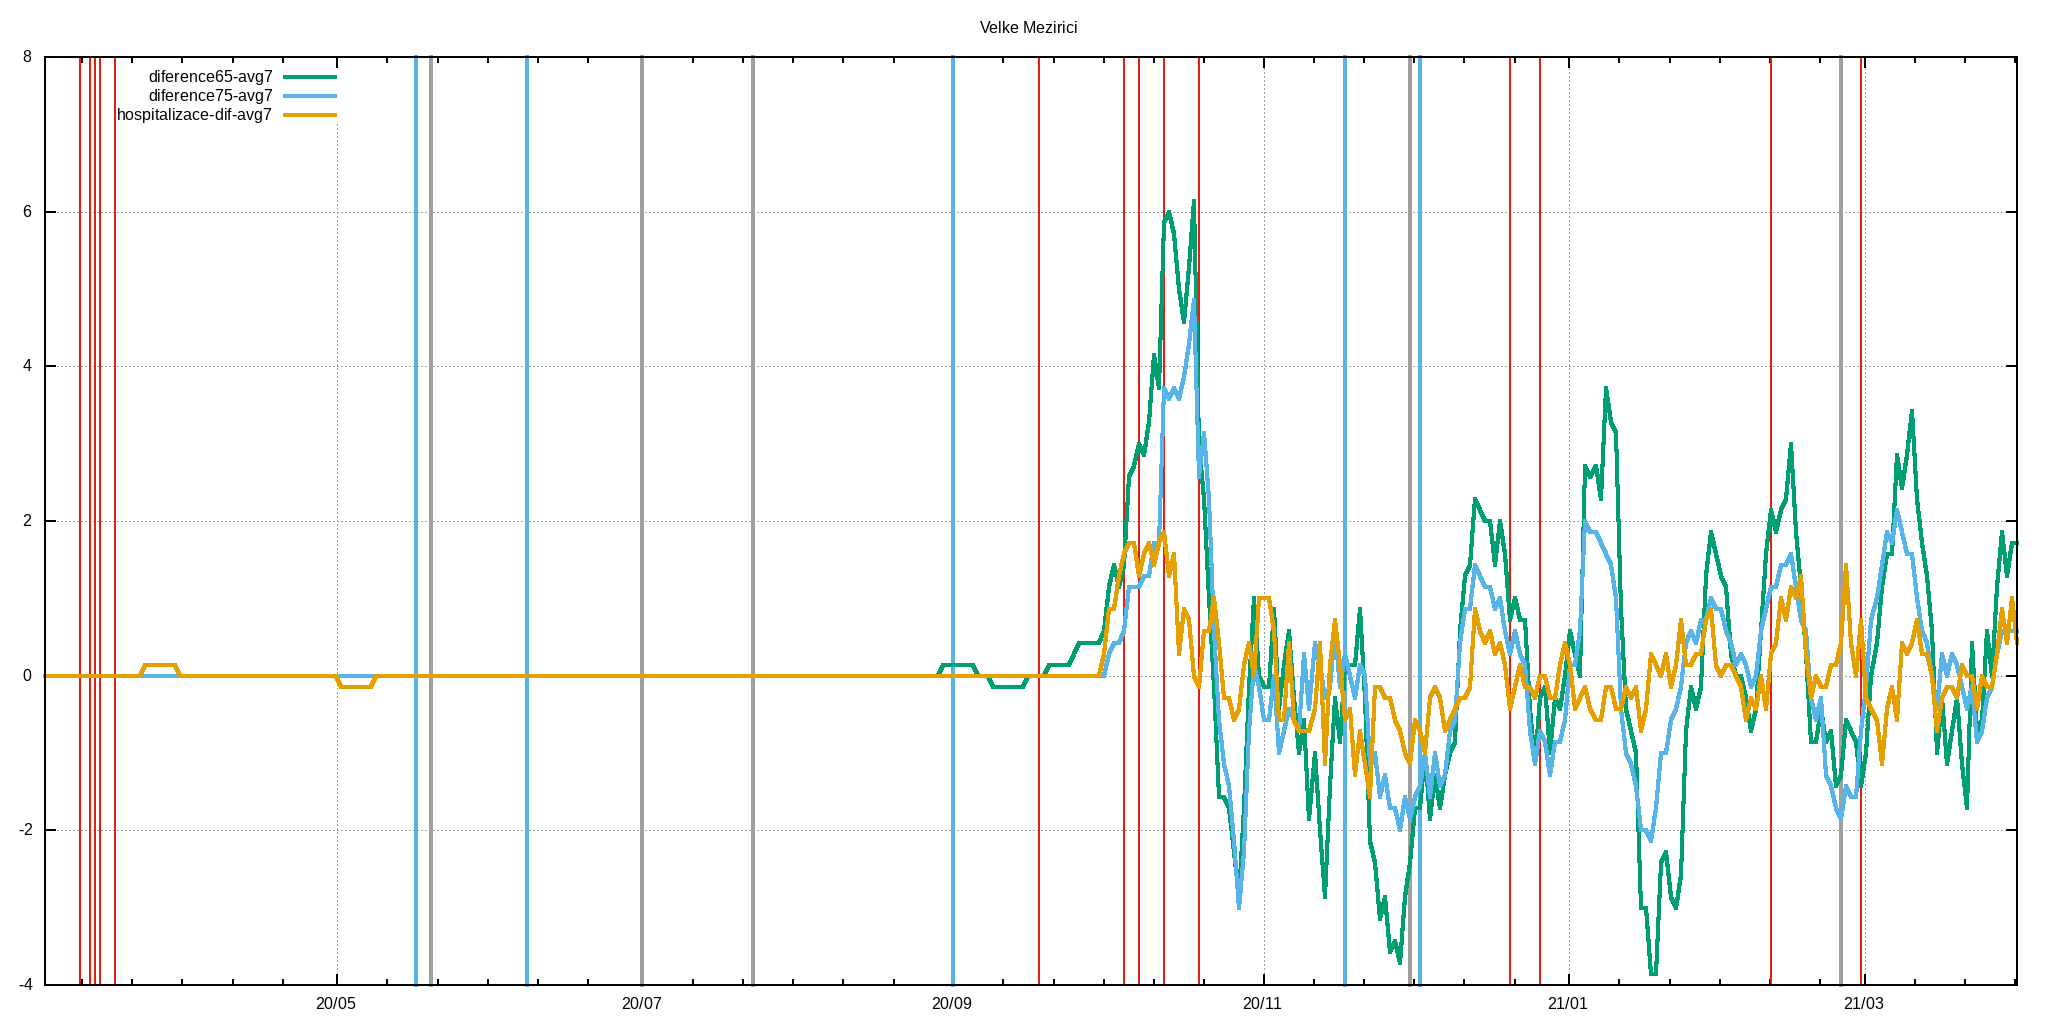 Velke Mezirici
8
diference65-avg7
diference75-avg7
hospitalizace-dif-avg7
6
4
2
0
-2
-4
20/05 20/07 20/09 20/11 21/01 21/03